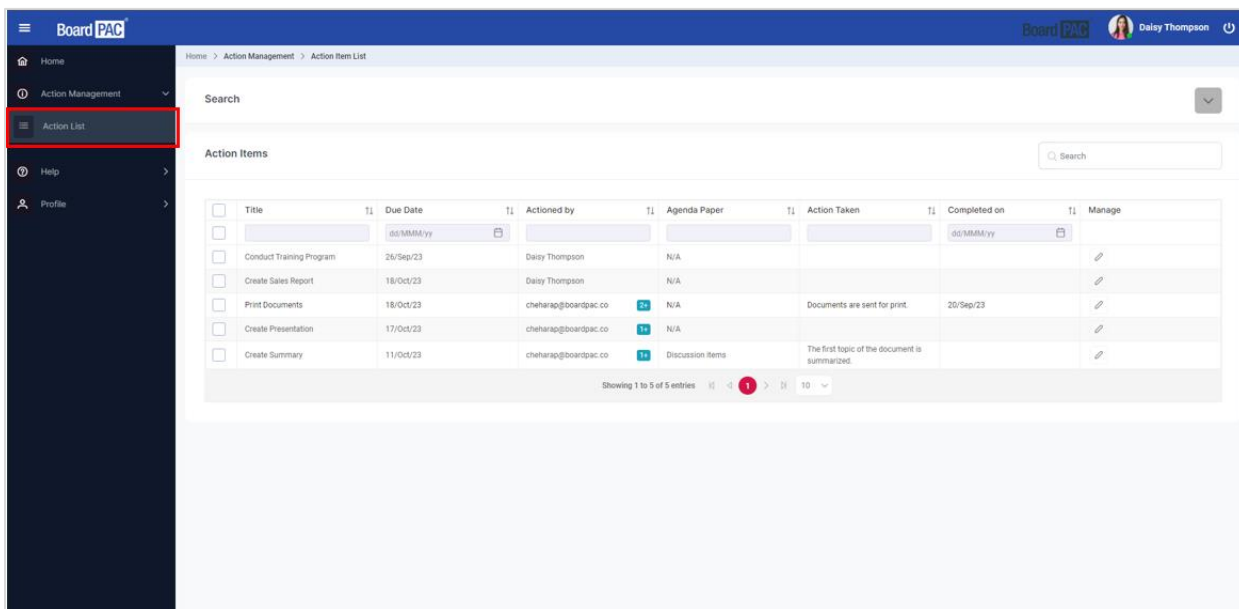 Board PAC
Board PAC Daisy Thompson
Home
Action Management
Action List
Help
Profile
Home > Action Management > Action Item List
Search
Action Items
Search
Title Due Date Actioned by Agenda Paper Action Taken Completed on Manage
dd/MMM/yy dd/MMM/yy
Conduct Training Program 26/Sep/23 Daisy Thompson N/A
Create Sales Report 18/Oct/23 Daisy Thompson N/A
Print Documents 18/Oct/23 cheharap@boardpac.co 2+ N/A Documents are sent for print. 20/Sep/23
Create Presentation 17/Oct/23 cheharap@boardpac.co 1+ N/A
Create Summary 11/Oct/23 cheharap@boardpac.co 1+ Discussion Items The first topic of the document is
summarized.
Showing 1 to 5 of 5 entries 1 10